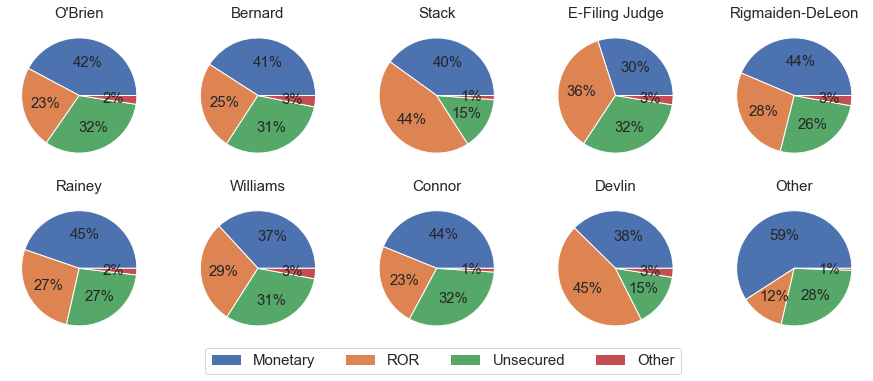 O'Brien Bernard Stack E-Filing Judge Rigmaiden-DeLeon
42% 23% 32% 2%
41% 25% 31% 3%
40% 44% 15% 1%
30% 36% 32% 3%
44% 28% 26% 3%
Rainey Williams Connor Devlin Other
45% 27% 27% 2%
37% 29% 31% 3%
44% 23% 32% 1%
38% 45% 15% 3%
59% 12% 28% 1%
Monetary ROR Unsecured Other